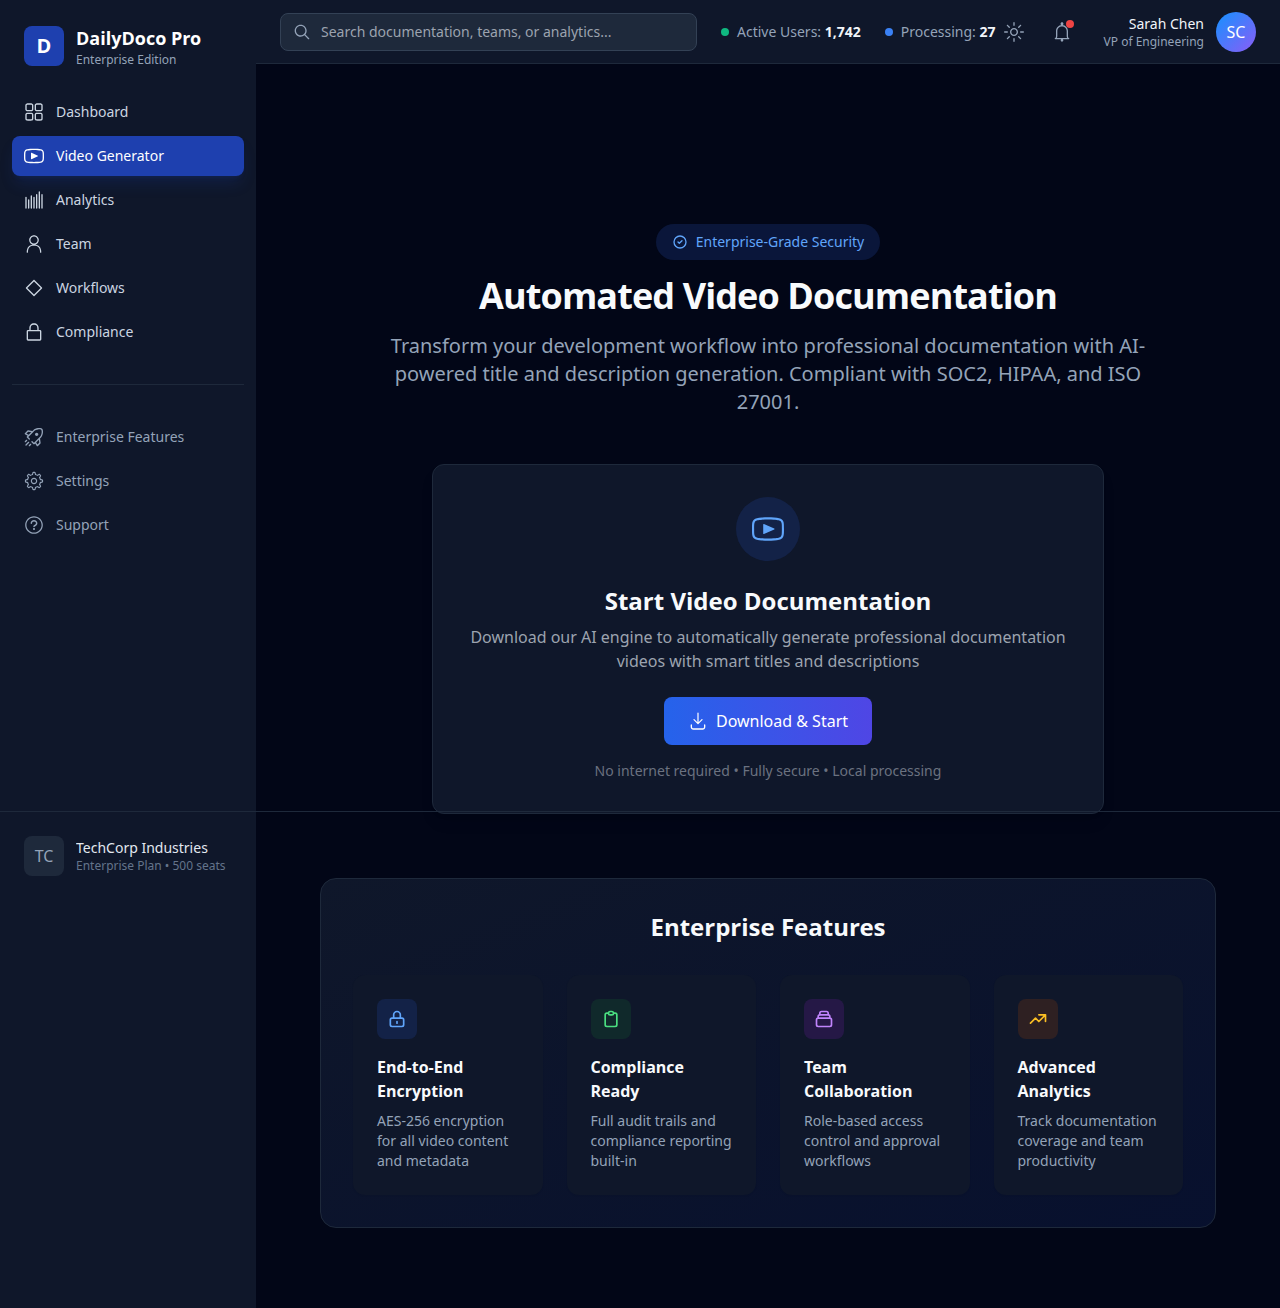 D
DailyDoco Pro
Enterprise Edition
Dashboard
Video Generator
Analytics
Team
Workflows
Compliance
Enterprise Features
Settings
Support
TC
TechCorp Industries
Enterprise Plan • 500 seats
Search documentation, teams, or analytics...
Active Users: 1,742
Processing: 27
Sarah Chen
VP of Engineering
SC
Enterprise-Grade Security
Automated Video Documentation
Transform your development workflow into professional documentation with AI-
powered title and description generation. Compliant with SOC2, HIPAA, and ISO
27001.
Start Video Documentation
Download our AI engine to automatically generate professional documentation
videos with smart titles and descriptions
Download & Start
No internet required • Fully secure • Local processing
Enterprise Features
End-to-End
Encryption
AES-256 encryption
for all video content
and metadata
Compliance
Ready
Full audit trails and
compliance reporting
built-in
Team
Collaboration
Role-based access
control and approval
workflows
Advanced
Analytics
Track documentation
coverage and team
productivity